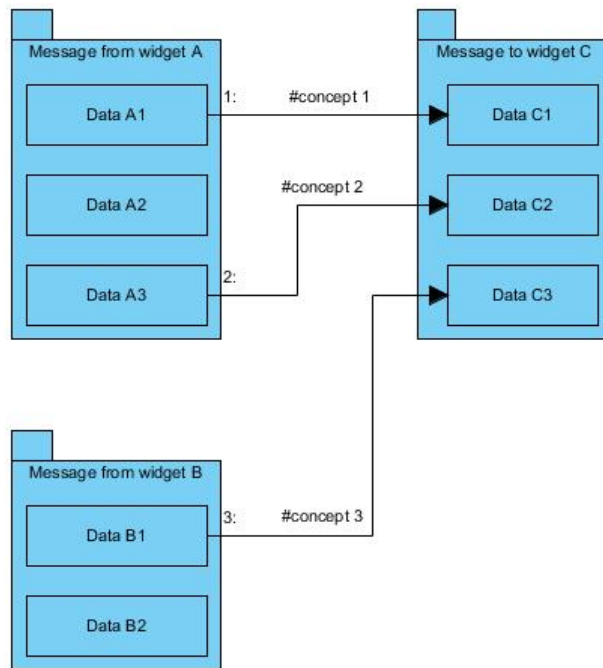 Message from widget A
Message to widget C
Data A1
1:
#concept 1
Data C1
Data A2
#concept 2
Data C2
Data A3
2:
Data C3
Message from widget B
Data B1
3:
#concept 3
Data B2